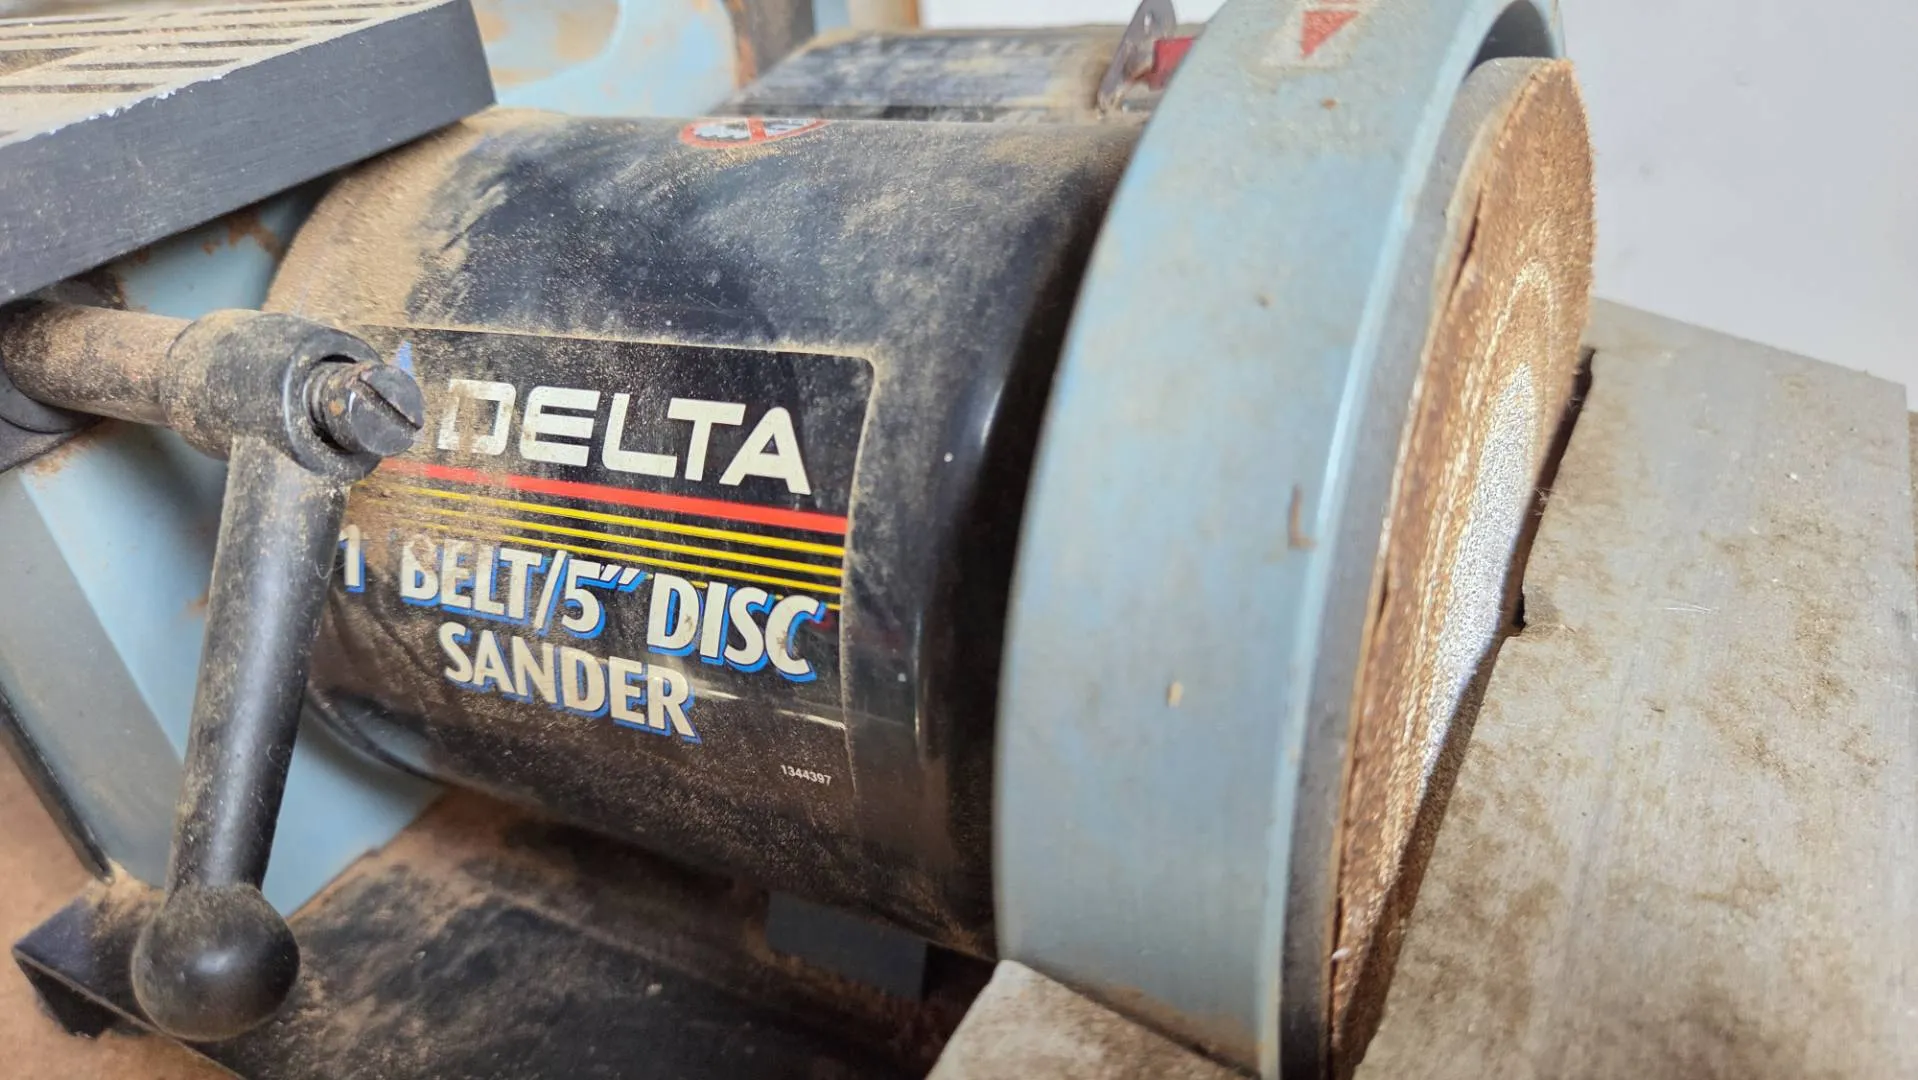 DELTA
1 BELT/5" DISC
SANDER
1344397